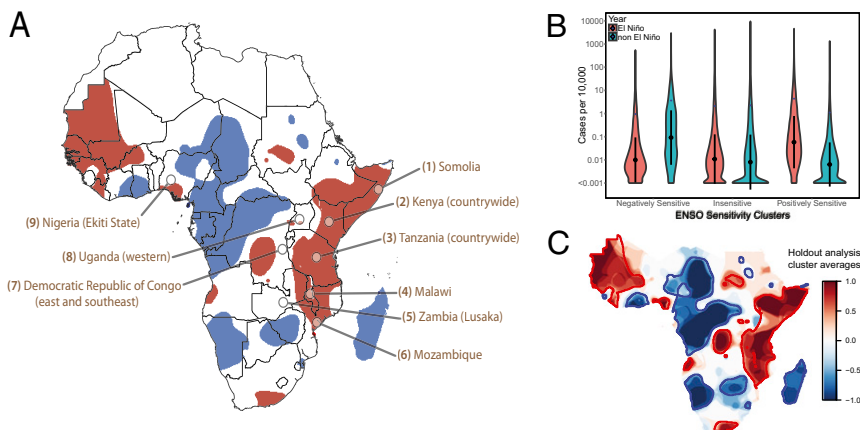 A
(1) Somolia
(2) Kenya (countrywide)
(3) Tanzania (countrywide)
(4) Malawi
(5) Zambia (Lusaka)
(6) Mozambique
(9) Nigeria (Ekiti State)
(8) Uganda (western)
(7) Democratic Republic of Congo
(east and southeast)
B
Year
El Niño
non El Niño
Cases per 10,000
10000
1000
100
10
1
0.1
0.01
<0.001
Negatively Sensitive
Insensitive
Positively Sensitive
ENSO Sensitivity Clusters
C
Holdout analysis
cluster averages
1.0
0.5
0.0
−0.5
−1.0